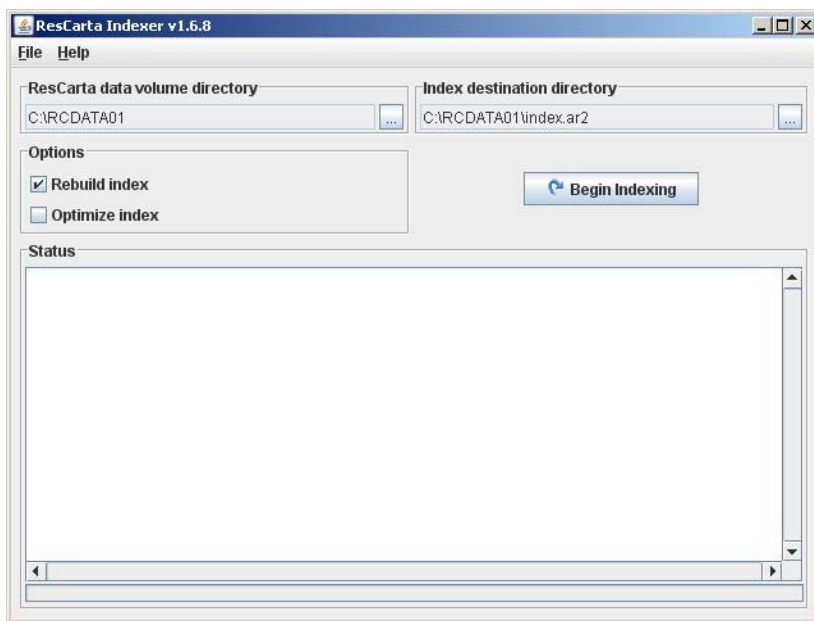 ResCarta Indexer v1.6.8
File Help
ResCarta data volume directory
C:\RCDATA01
...
Index destination directory
C:\RCDATA01\index.ar2
...
Options
Rebuild index
Optimize index
Begin Indexing
Status